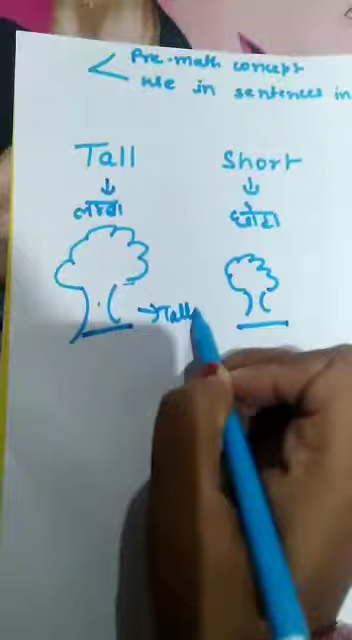 Pre-math concept
use in sentences in
Tall Short
लम्बा छोटा
Tall